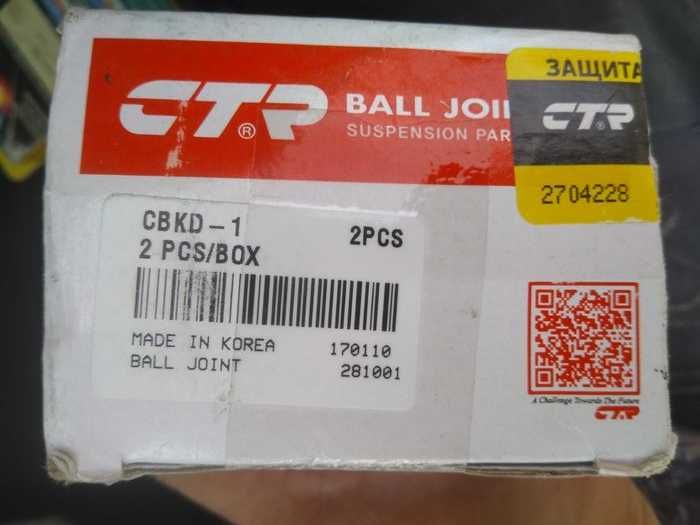 CTR® BALL JOI
SUSPENSION PAR
ЗАЩИТА
CTR®
2704228
CBKD-1 2PCS
2 PCS/BOX
MADE IN KOREA 170110
BALL JOINT 281001
A Challenge Towards The Future
CTR